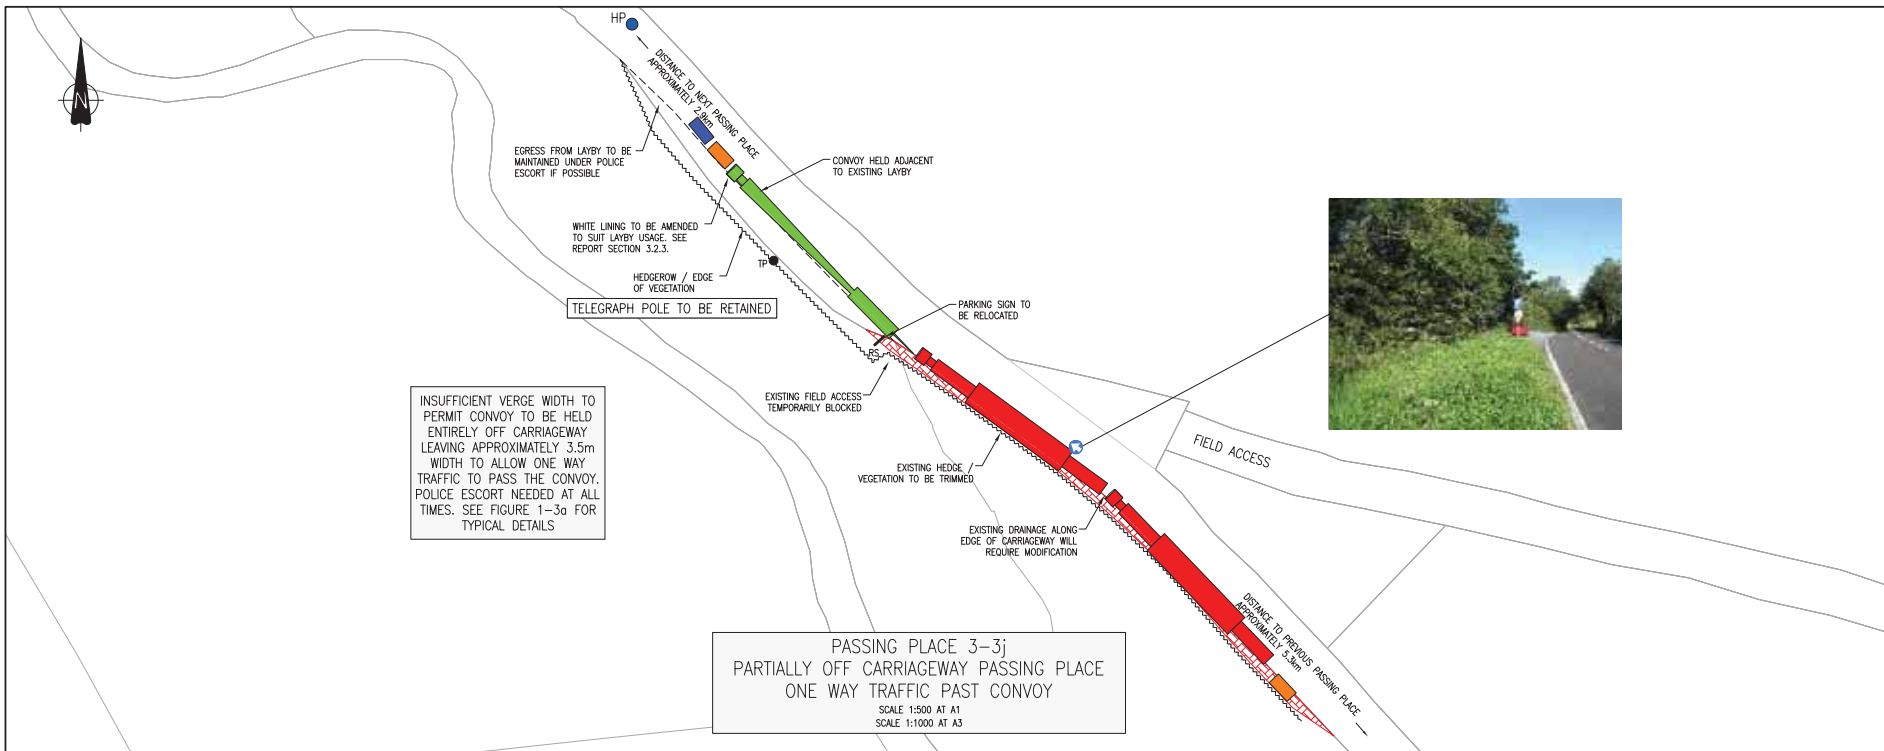 HP
N
DISTANCE TO NEXT PASSING PLACE
APPROXIMATELY 2.9km
EGRESS FROM LAYBY TO BE
MAINTAINED UNDER POLICE
ESCORT IF POSSIBLE
CONVOY HELD ADJACENT
TO EXISTING LAYBY
WHITE LINING TO BE AMENDED
TO SUIT LAYBY USAGE. SEE
REPORT SECTION 3.2.3.
TP
HEDGEROW / EDGE
OF VEGETATION
TELEGRAPH POLE TO BE RETAINED
PARKING SIGN TO
BE RELOCATED
RS
EXISTING FIELD ACCESS
TEMPORARILY BLOCKED
INSUFFICIENT VERGE WIDTH TO
PERMIT CONVOY TO BE HELD
ENTIRELY OFF CARRIAGEWAY
LEAVING APPROXIMATELY 3.5m
WIDTH TO ALLOW ONE WAY
TRAFFIC TO PASS THE CONVOY.
POLICE ESCORT NEEDED AT ALL
TIMES. SEE FIGURE 1-3a FOR
TYPICAL DETAILS
FIELD ACCESS
EXISTING HEDGE /
VEGETATION TO BE TRIMMED
EXISTING DRAINAGE ALONG
EDGE OF CARRIAGEWAY WILL
REQUIRE MODIFICATION
DISTANCE TO PREVIOUS PASSING PLACE
APPROXIMATELY 5.3km
PASSING PLACE 3-3j
PARTIALLY OFF CARRIAGEWAY PASSING PLACE
ONE WAY TRAFFIC PAST CONVOY
SCALE 1:500 AT A1
SCALE 1:1000 AT A3